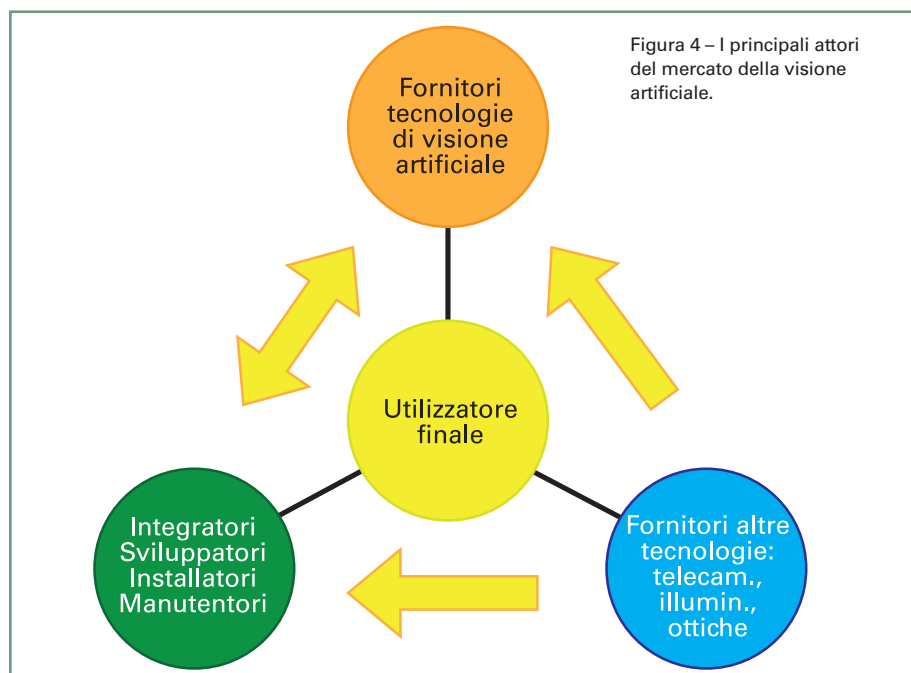 Figura 4 – I principali attori
del mercato della visione
artificiale.
Fornitori
tecnologie
di visione
artificiale
Utilizzatore
finale
Integratori
Sviluppatori
Installatori
Manutentori
Fornitori altre
tecnologie:
telecam.,
illumin.,
ottiche